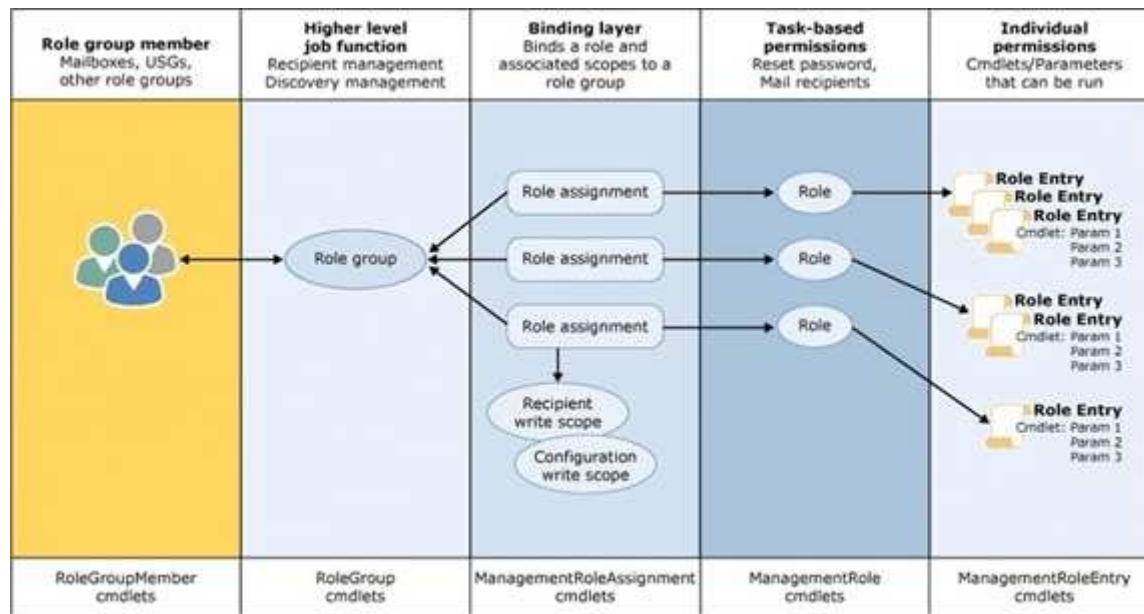 Role group member
Mailboxes, USGs,
other role groups
Higher level
job function
Recipient management
Discovery management
Binding layer
Binds a role and
associated scopes to a
role group
Task-based
permissions
Reset password,
Mail recipients
Individual
permissions
Cmdlets/Parameters
that can be run
Role group
Role assignment
Role
Role Entry
Role Entry
Role Entry
Cmdlet: Param 1
Param 2
Param 3
Role assignment
Role
Role Entry
Role Entry
Cmdlet: Param 1
Param 2
Param 3
Role assignment
Role
Role Entry
Cmdlet: Param 1
Param 2
Param 3
Recipient
write scope
Configuration
write scope
RoleGroupMember
cmdlets
RoleGroup
cmdlets
ManagementRoleAssignment
cmdlets
ManagementRole
cmdlets
ManagementRoleEntry
cmdlets